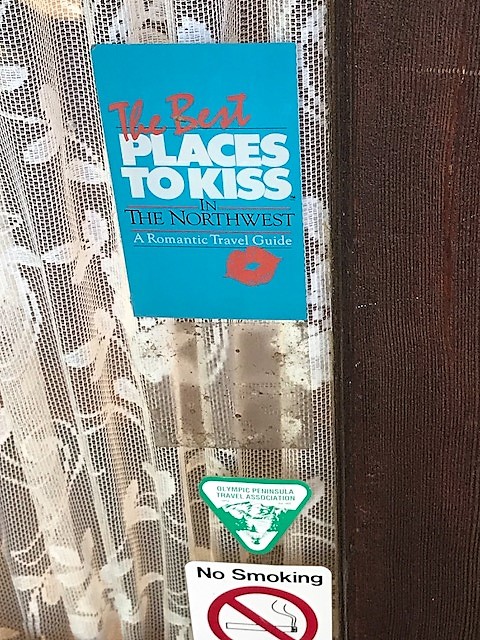 The Best
PLACES
TO KISS
IN
THE NORTHWEST
A Romantic Travel Guide
OLYMPIC PENINSULA
TRAVEL ASSOCIATION
No Smoking